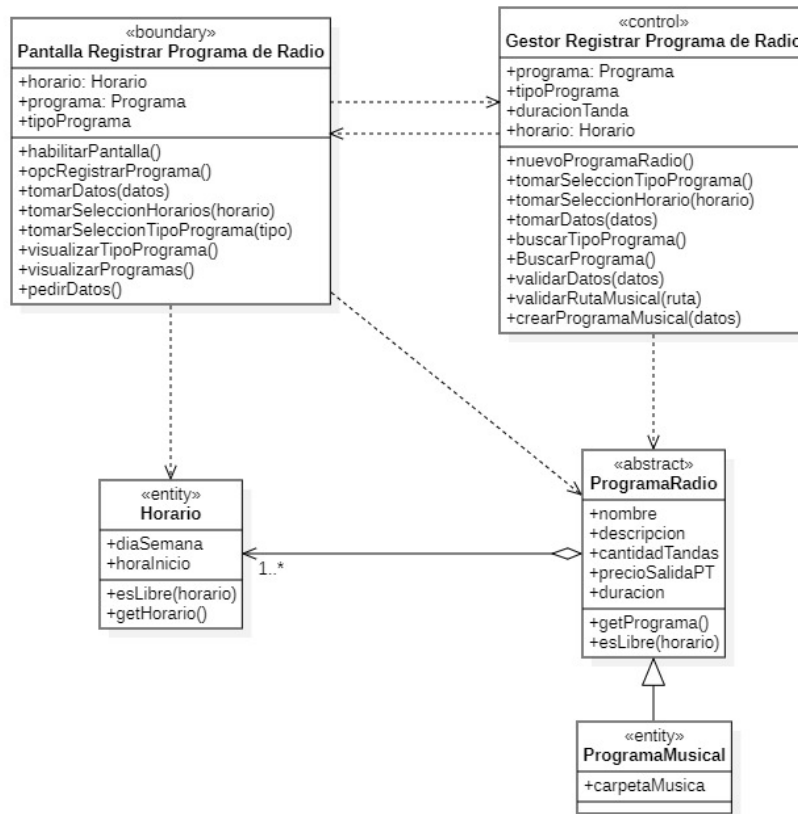 «boundary»
Pantalla Registrar Programa de Radio
+horario: Horario
+programa: Programa
+tipoPrograma
+habilitarPantalla()
+opcRegistrarPrograma()
+tomarDatos(datos)
+tomarSeleccionHorarios(horario)
+tomarSeleccionTipoPrograma(tipo)
+visualizarTipoPrograma()
+visualizarProgramas()
+pedirDatos()
«control»
Gestor Registrar Programa de Radio
+programa: Programa
+tipoPrograma
+duracionTanda
+horario: Horario
+nuevoProgramaRadio()
+tomarSeleccionTipoPrograma()
+tomarSeleccionHorario(horario)
+tomarDatos(datos)
+buscarTipoPrograma()
+BuscarPrograma()
+validarDatos(datos)
+validarRutaMusical(ruta)
+crearProgramaMusical(datos)
«entity»
Horario
+diaSemana
+horaInicio
+esLibre(horario)
+getHorario()
1..*
«abstract»
ProgramaRadio
+nombre
+descripcion
+cantidadTandas
+precioSalidaPT
+duracion
+getPrograma()
+esLibre(horario)
«entity»
ProgramaMusical
+carpetaMusica